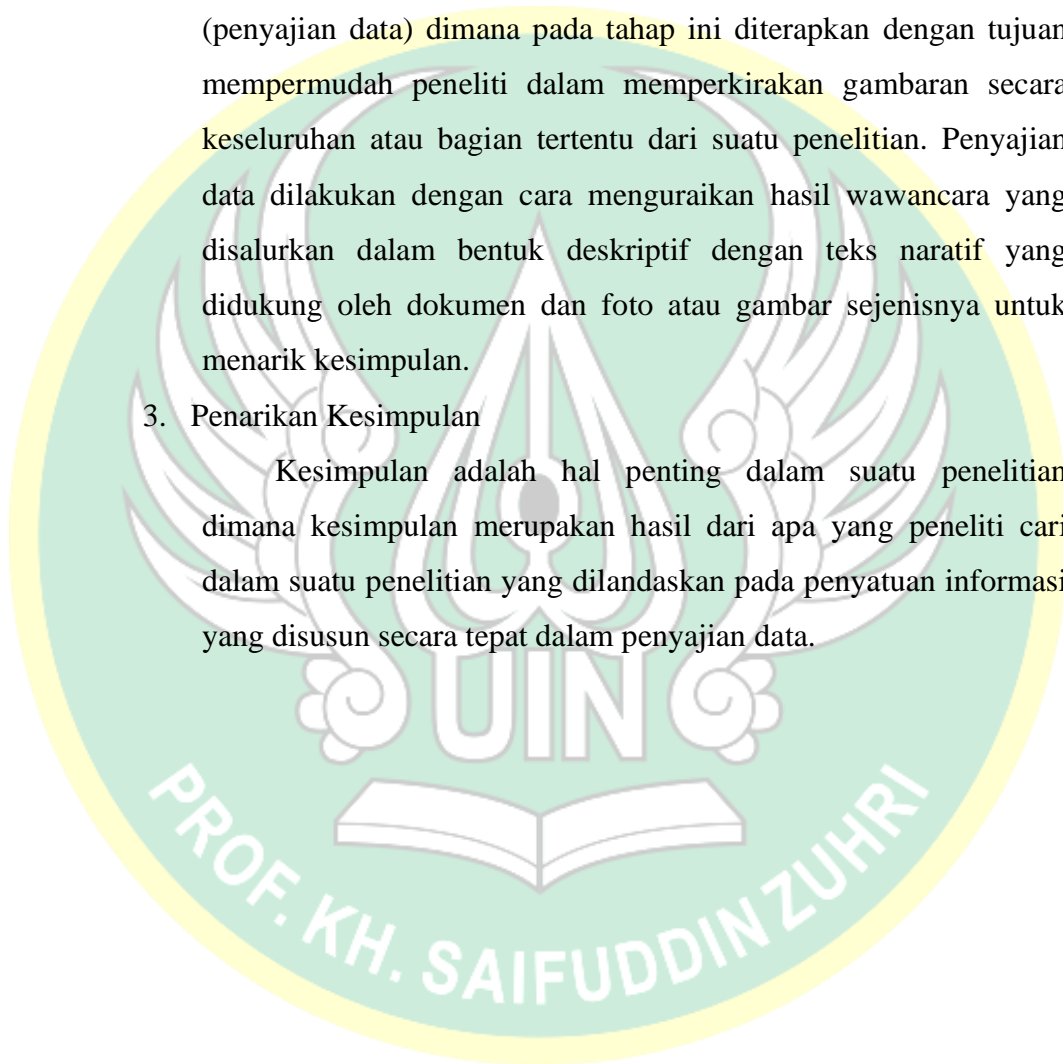 (penyajian data) dimana pada tahap ini diterapkan dengan tujuan
mempermudah peneliti dalam memperkirakan gambaran secara
keseluruhan atau bagian tertentu dari suatu penelitian. Penyajian
data dilakukan dengan cara menguraikan hasil wawancara yang
disalurkan dalam bentuk deskriptif dengan teks naratif yang
didukung oleh dokumen dan foto atau gambar sejenisnya untuk
menarik kesimpulan.
3. Penarikan Kesimpulan
Kesimpulan adalah hal penting dalam suatu penelitian
dimana kesimpulan merupakan hasil dari apa yang peneliti cari
dalam suatu penelitian yang dilandaskan pada penyatuan informasi
yang disusun secara tepat dalam penyajian data.
UIN
PROF. KH. SAIFUDDIN ZUHRI